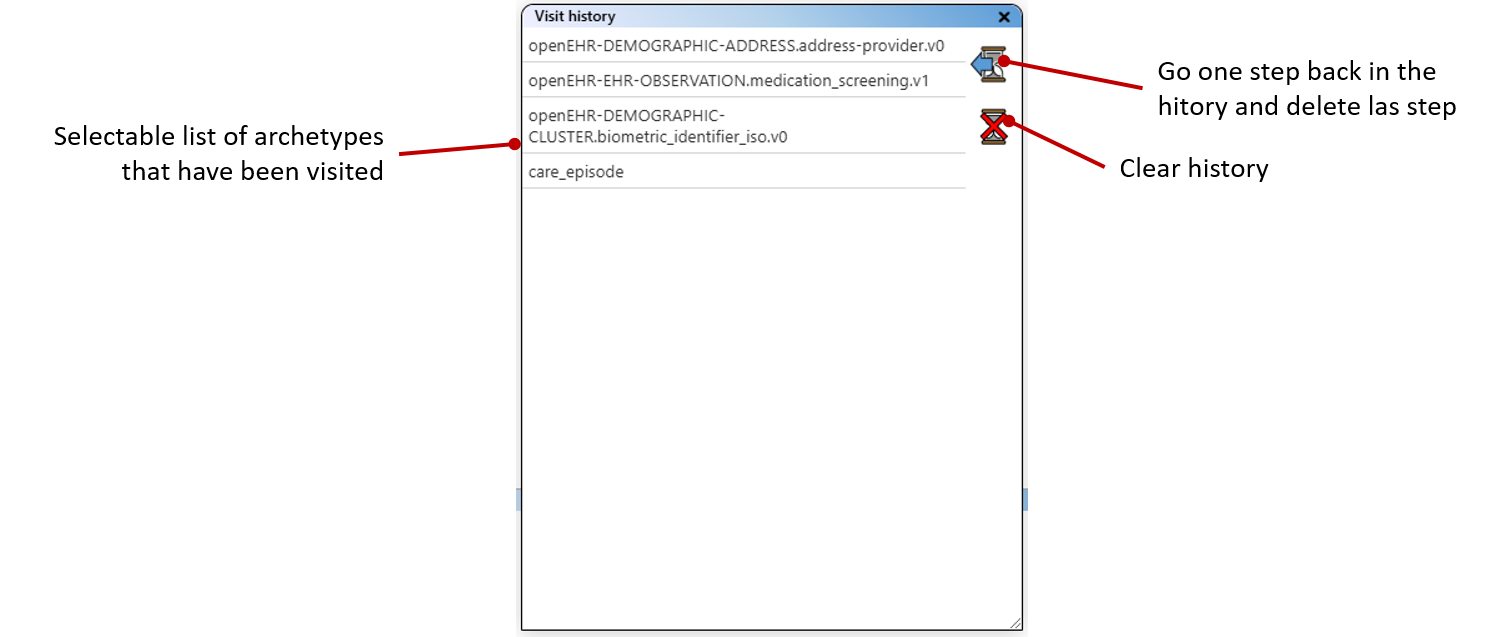 Visit history
openEHR-DEMOGRAPHIC-ADDRESS.address-provider.v0
openEHR-EHR-OBSERVATION.medication_screening.v1
openEHR-DEMOGRAPHIC-
CLUSTER.biometric_identifier_iso.v0
care_episode
Selectable list of archetypes
that have been visited
Go one step back in the
hitory and delete las step
Clear history